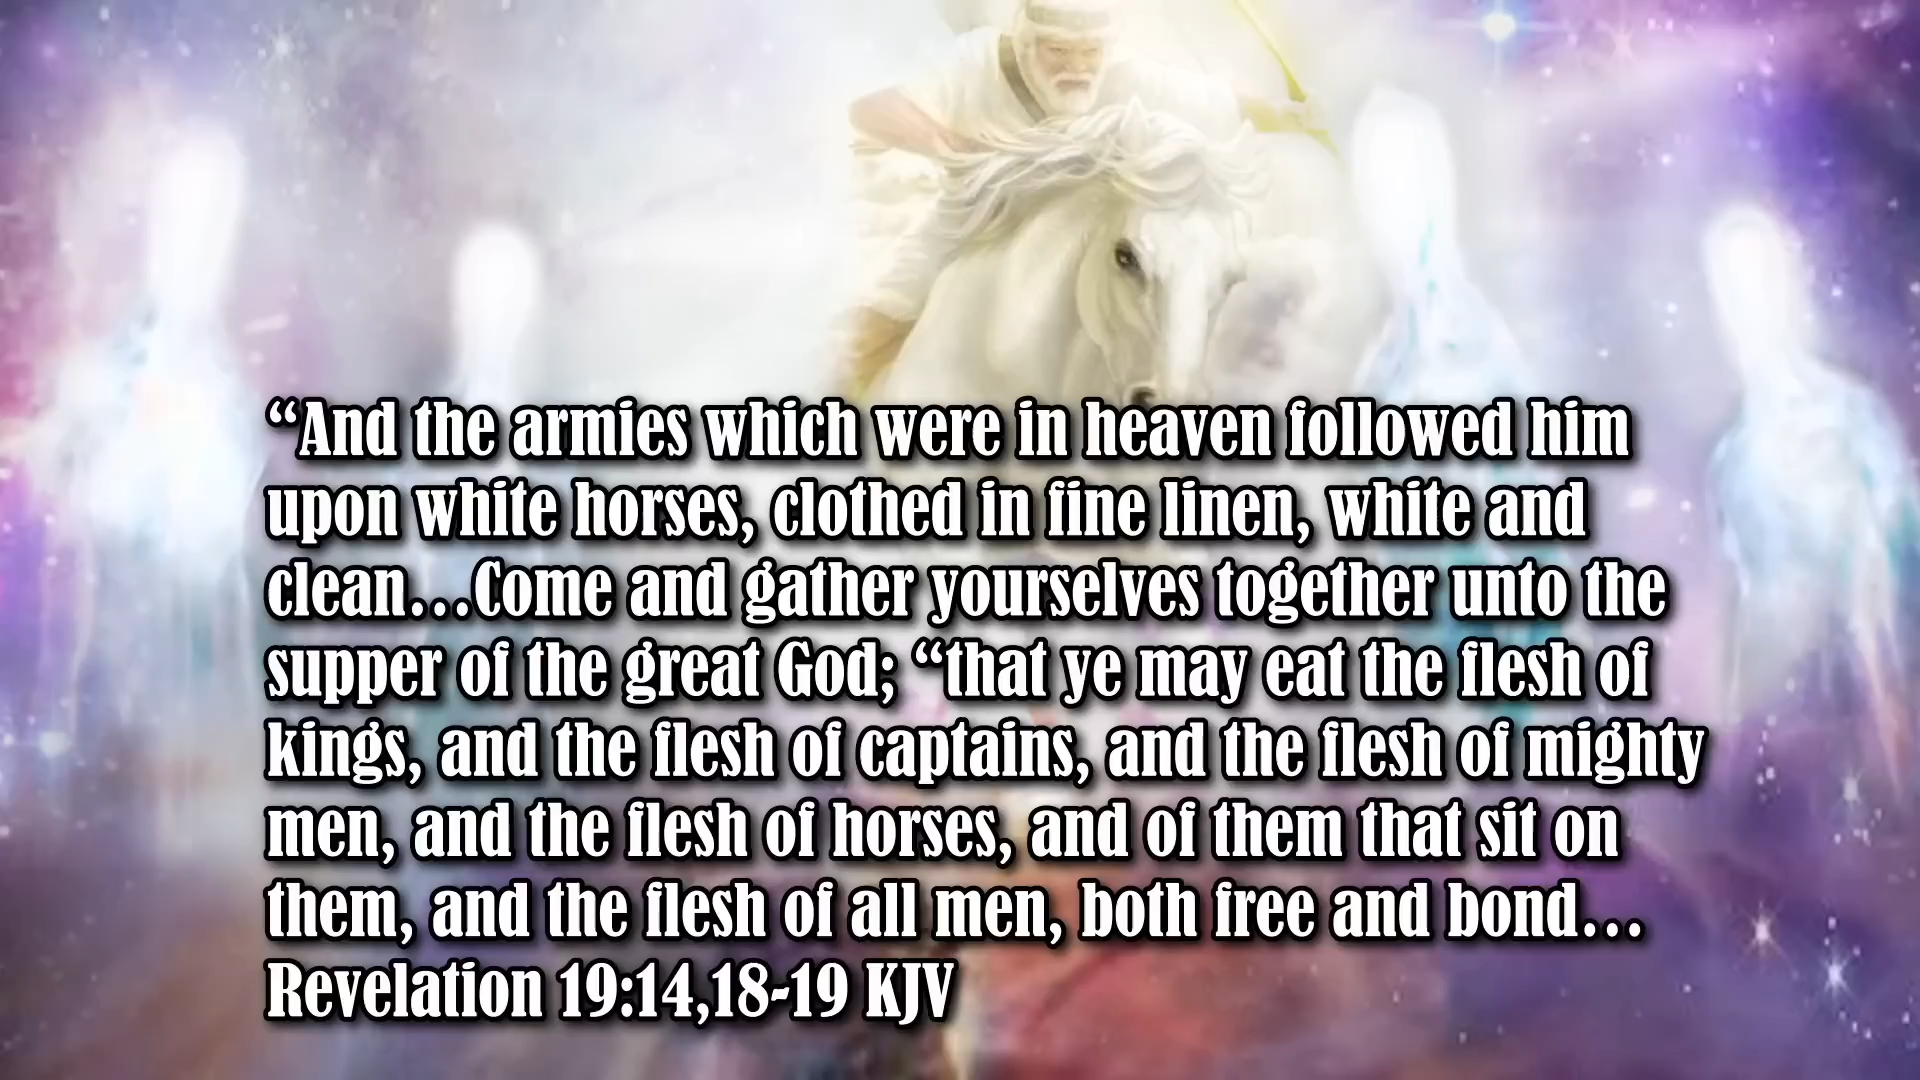 “And the armies which were in heaven followed him
upon white horses, clothed in fine linen, white and
clean…Come and gather yourselves together unto the
supper of the great God; “that ye may eat the flesh of
kings, and the flesh of captains, and the flesh of mighty
men, and the flesh of horses, and of them that sit on
them, and the flesh of all men, both free and bond…
Revelation 19:14,18-19 KJV